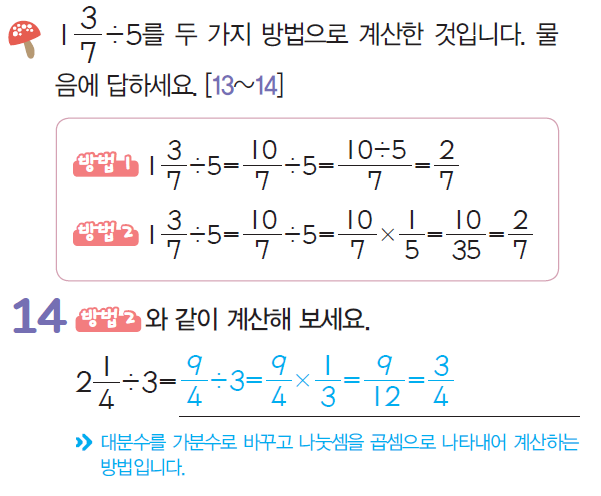 1 3/7 ÷5를 두 가지 방법으로 계산한 것입니다. 물
음에 답하세요. [13~14]
방법 1 1 3/7 ÷5= 10/7 ÷5= 10÷5/7 = 2/7
방법 2 1 3/7 ÷5= 10/7 ÷5= 10/7 × 1/5 = 10/35 = 2/7
14 방법 2 와 같이 계산해 보세요.
2 1/4 ÷3= 9/4 ÷3= 9/4 × 1/3 = 9/12 = 3/4
대분수를 가분수로 바꾸고 나눗셈을 곱셈으로 나타내어 계산하는
방법입니다.